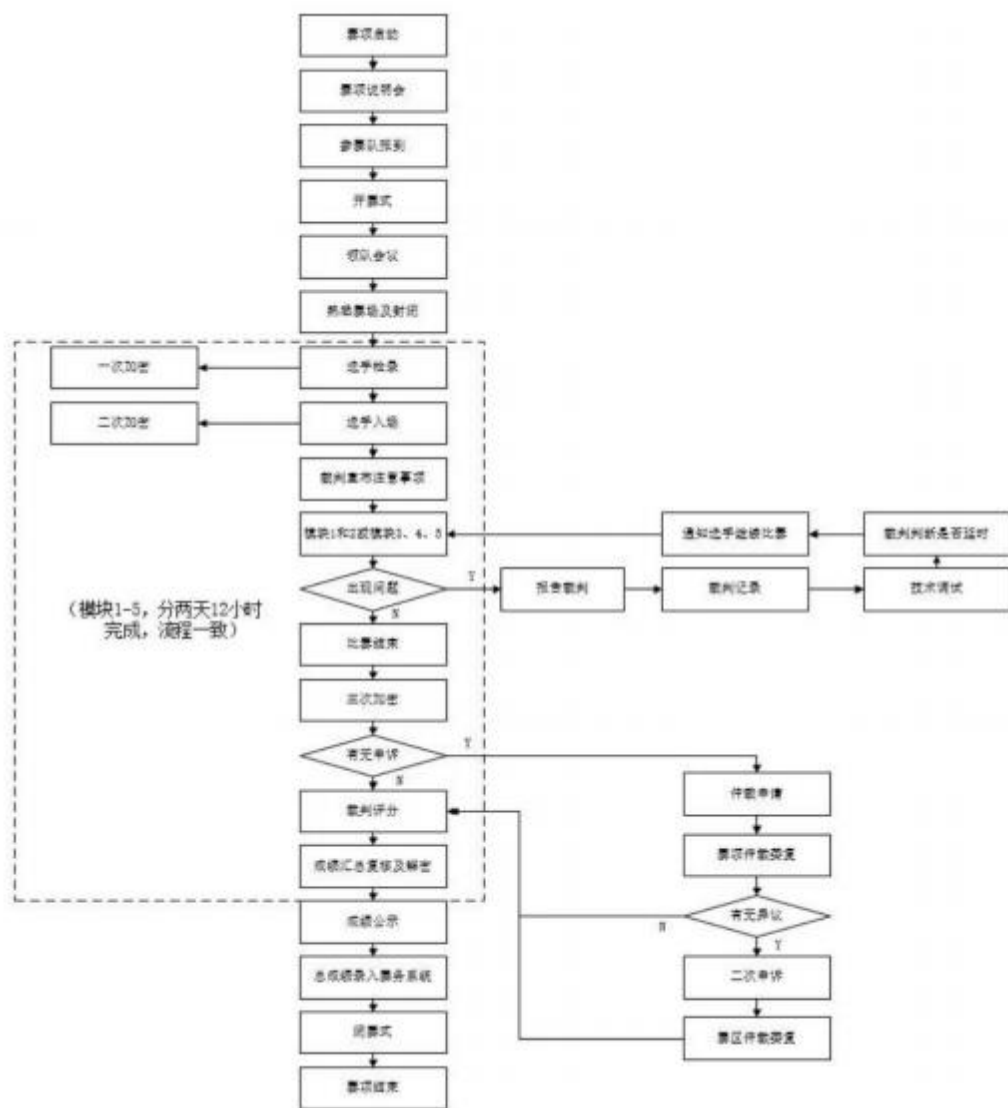 赛项启动
赛项说明会
参赛队报到
开赛式
领队会议
熟悉赛场及封闭
选手检录
一次加密
选手入场
二次加密
裁判宣布注意事项
模块1和2或模块3、4、5
通知选手继续比赛
裁判判断是否延时
出现问题
Y
报告裁判
裁判记录
技术调试
N
(模块1-5,分两天12小时
完成,流程一致)
比赛结束
三次加密
有无申诉
Y
N
仲裁申请
裁判评分
赛项仲裁答复
成绩汇总复核及解密
成绩公示
有无异议
N
Y
总成绩录入赛务系统
二次申诉
闭赛式
赛区仲裁答复
赛项结束